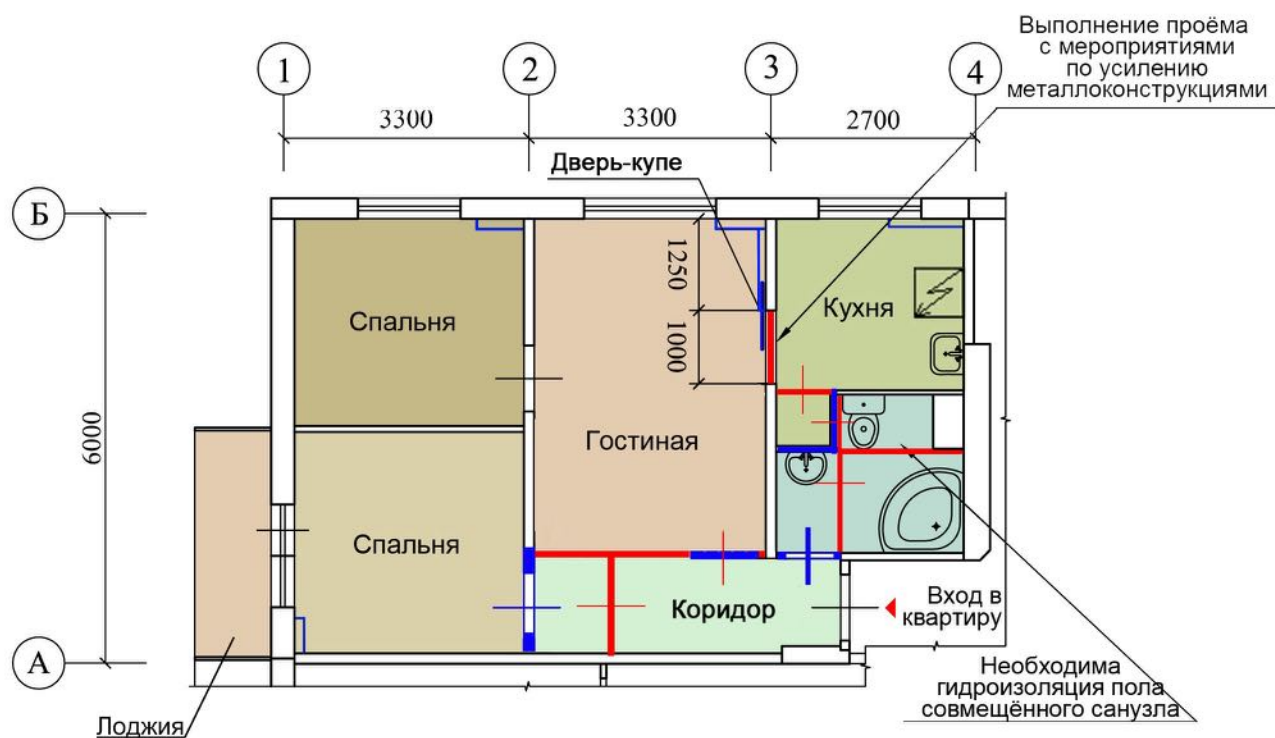 Выполнение проёма
с мероприятиями
по усилению
металлоконструкциями
1
2
3
4
3300
3300
2700
Дверь-купе
Б
1250
Спальня
Кухня
1000
6000
Гостиная
Спальня
Коридор
Вход в
квартиру
А
Необходима
гидроизоляция пола
совмещённого санузла
Лоджия